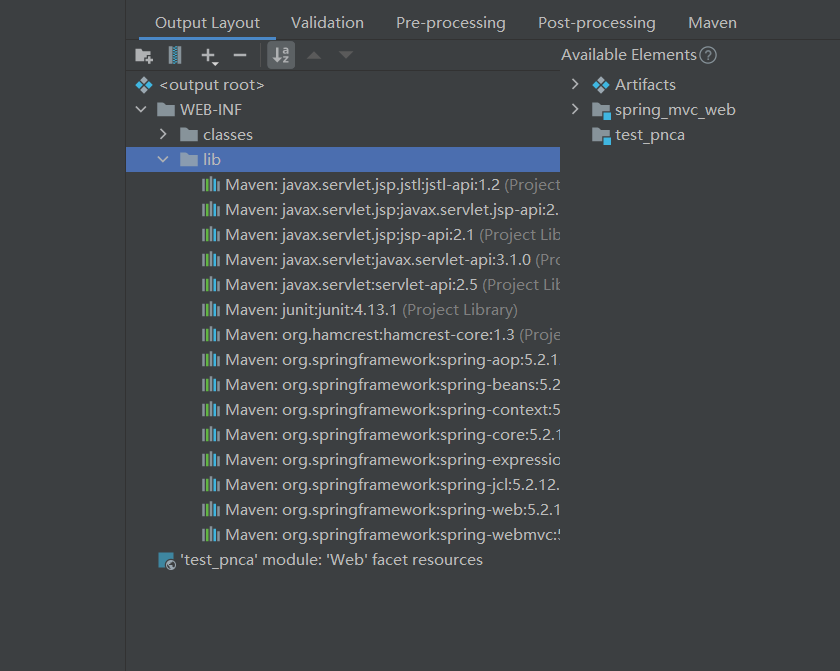 Output Layout Validation Pre-processing Post-processing Maven
Available Elements
<output root>
WEB-INF
classes
lib
Maven: javax.servlet.jsp.jstl:jstl-api:1.2 (Project
Maven: javax.servlet.jsp:javax.servlet.jsp-api:2.
Maven: javax.servlet.jsp:jsp-api:2.1 (Project Lib
Maven: javax.servlet:javax.servlet-api:3.1.0 (Pro
Maven: javax.servlet:servlet-api:2.5 (Project Lib
Maven: junit:junit:4.13.1 (Project Library)
Maven: org.hamcrest:hamcrest-core:1.3 (Proje
Maven: org.springframework:spring-aop:5.2.1
Maven: org.springframework:spring-beans:5.2
Maven: org.springframework:spring-context:5
Maven: org.springframework:spring-core:5.2.1
Maven: org.springframework:spring-expressio
Maven: org.springframework:spring-jcl:5.2.12.
Maven: org.springframework:spring-web:5.2.1
Maven: org.springframework:spring-webmvc:5
'test_pnca' module: 'Web' facet resources
Artifacts
spring_mvc_web
test_pnca